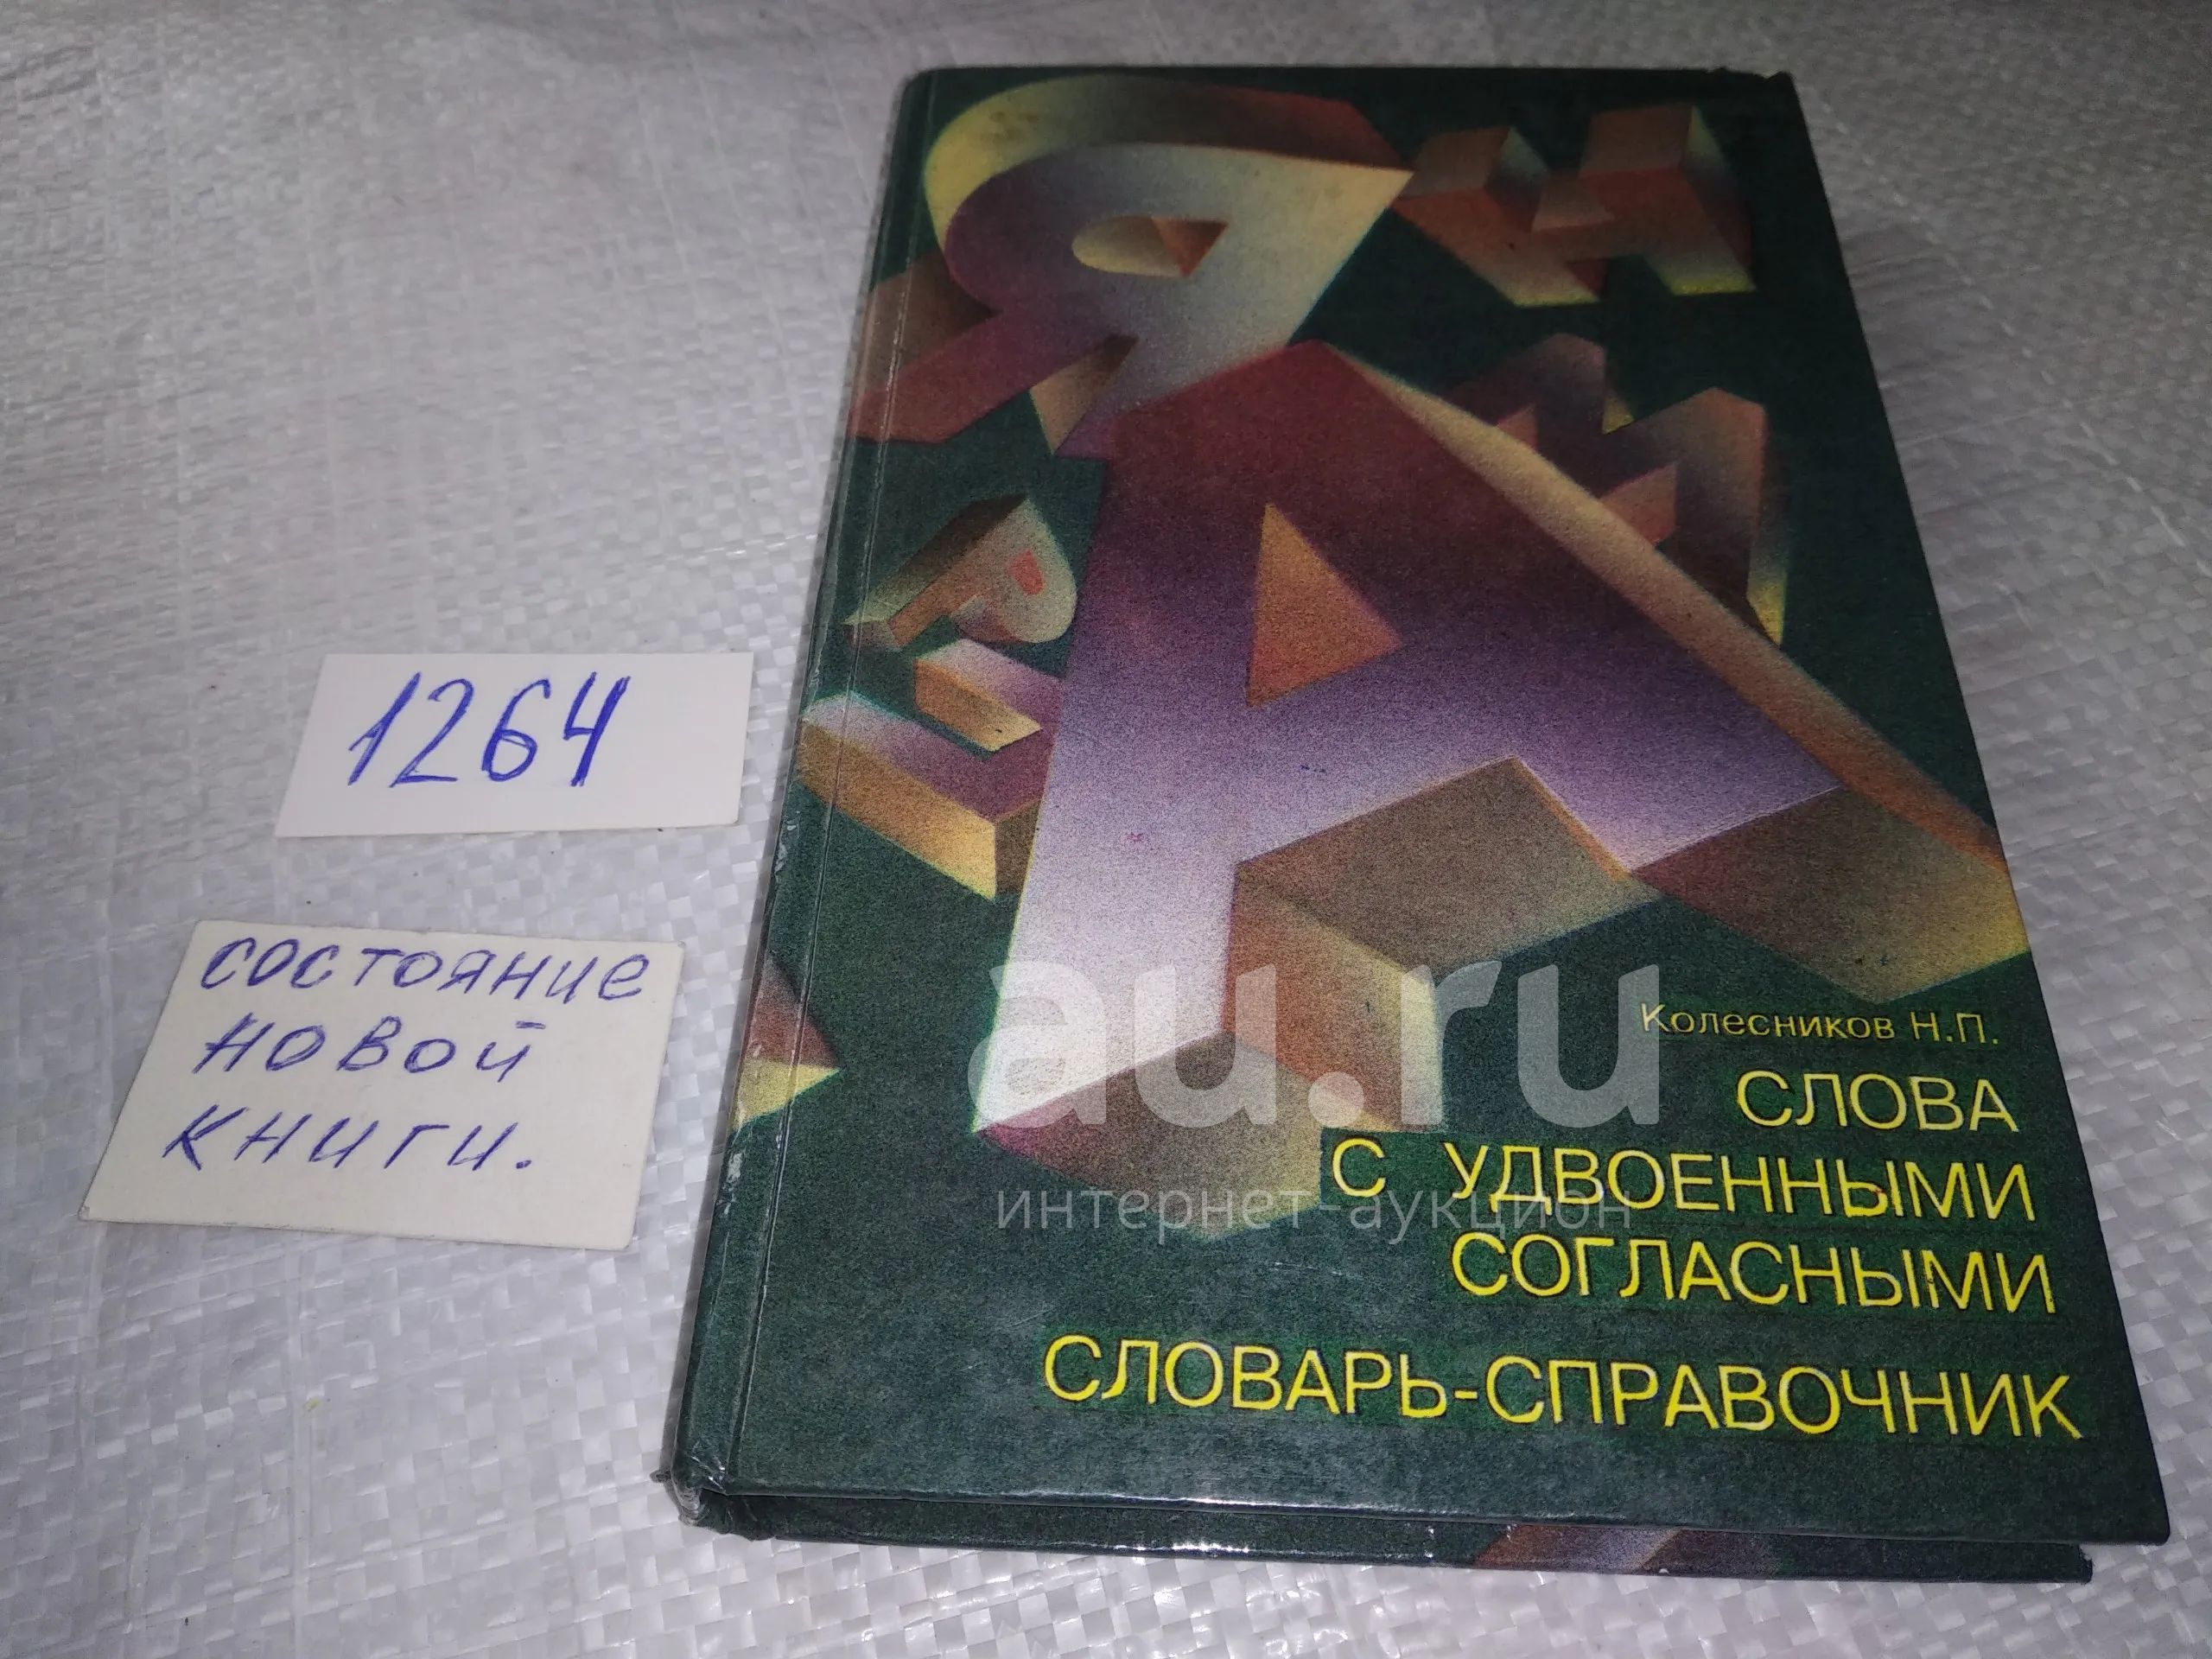 1264
состояние
новой
книги.
Колесников Н.П.
СЛОВА
С УДВОЕННЫМИ
СОГЛАСНЫМИ
СЛОВАРЬ-СПРАВОЧНИК
au.ru
интернет-аукцион